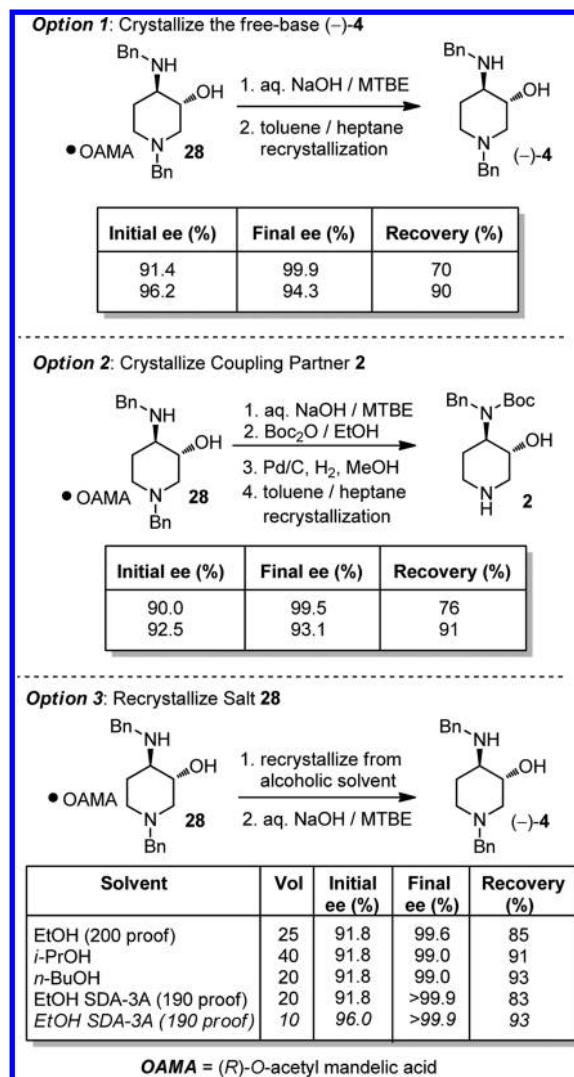 Option 1: Crystallize the free-base (−)-4
Bn
NH
OH
N
Bn
• OAMA
28
1. aq. NaOH / MTBE
2. toluene / heptane
recrystallization
Bn
NH
OH
N
Bn
(−)-4
Initial ee (%) Final ee (%) Recovery (%)
91.4 99.9 70
96.2 94.3 90
Option 2: Crystallize Coupling Partner 2
Bn
NH
OH
N
Bn
• OAMA
28
1. aq. NaOH / MTBE
2. Boc2O / EtOH
3. Pd/C, H2, MeOH
4. toluene / heptane
recrystallization
Bn
N
Boc
OH
N
H
2
Initial ee (%) Final ee (%) Recovery (%)
90.0 99.5 76
92.5 93.1 91
Option 3: Recrystallize Salt 28
Bn
NH
OH
N
Bn
• OAMA
28
1. recrystallize from
alcoholic solvent
2. aq. NaOH / MTBE
Bn
NH
OH
N
Bn
(−)-4
Solvent Vol Initial ee (%) Final ee (%) Recovery (%)
EtOH (200 proof) 25 91.8 99.6 85
i-PrOH 40 91.8 99.0 91
n-BuOH 20 91.8 99.0 93
EtOH SDA-3A (190 proof) 20 91.8 >99.9 83
EtOH SDA-3A (190 proof) 10 96.0 >99.9 93
OAMA = (R)-O-acetyl mandelic acid